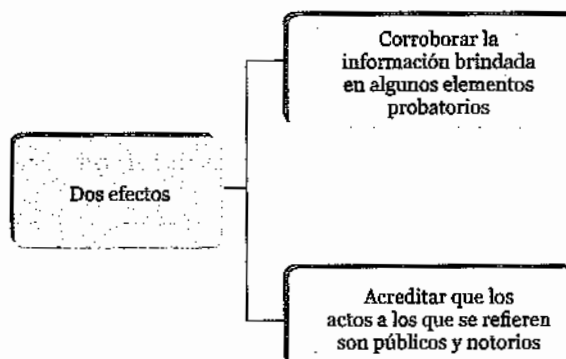 Corroborar la
información brindada
en algunos elementos
probatorios
Dos efectos
Acreditar que los
actos a los que se refieren
son públicos y notorios